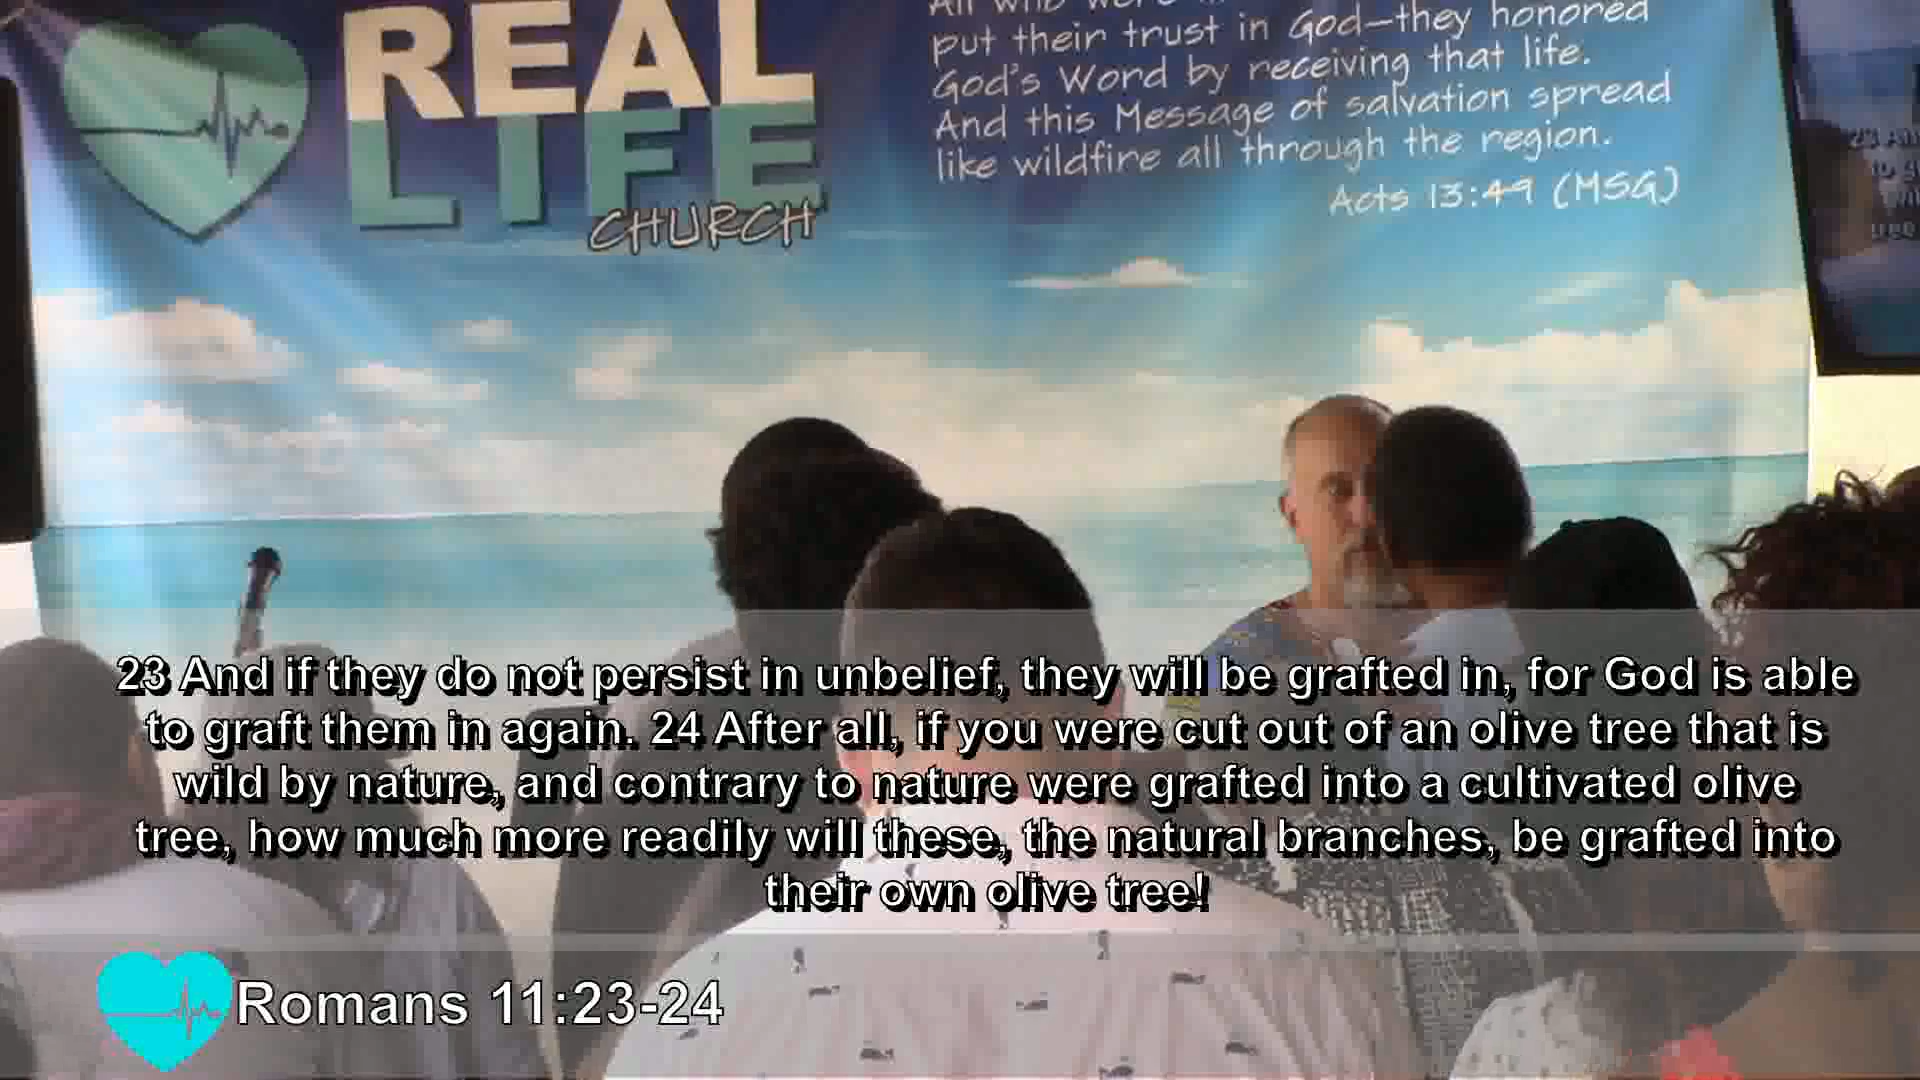 REAL
LIFE
CHURCH
put their trust in God—they honored
God's Word by receiving that life.
And this Message of salvation spread
like wildfire all through the region.
Acts 13:49 (MSG)
23 And if they do not persist in unbelief, they will be grafted in, for God is able
to graft them in again. 24 After all, if you were cut out of an olive tree that is
wild by nature, and contrary to nature were grafted into a cultivated olive
tree, how much more readily will these, the natural branches, be grafted into
their own olive tree!
Romans 11:23-24